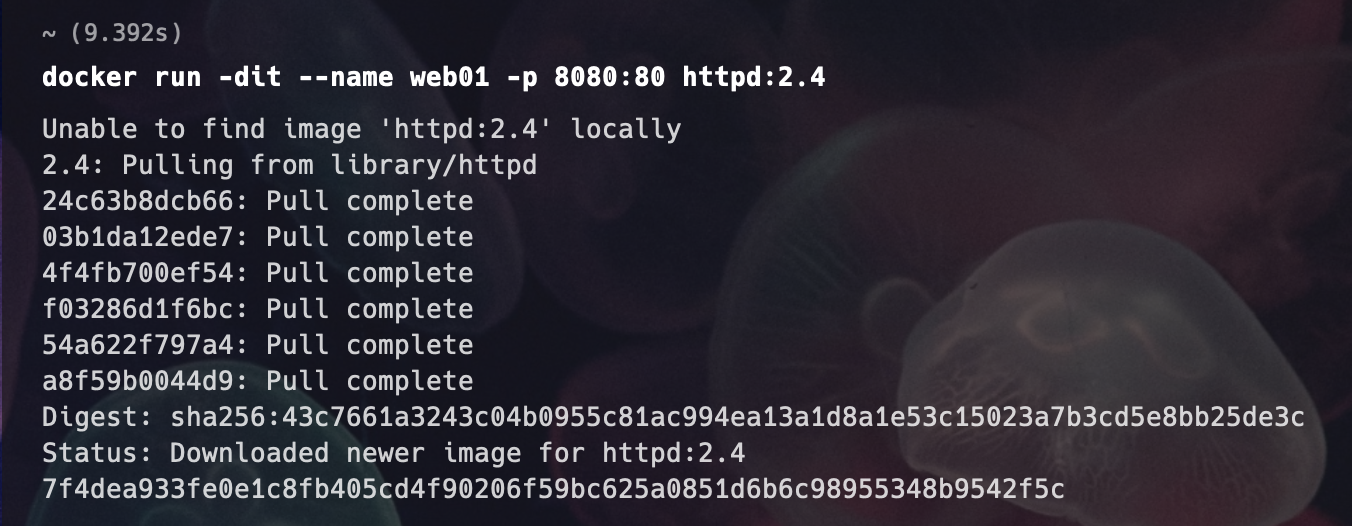 ~ (9.392s)
docker run -dit --name web01 -p 8080:80 httpd:2.4
Unable to find image 'httpd:2.4' locally
2.4: Pulling from library/httpd
24c63b8dcb66: Pull complete
03b1da12ede7: Pull complete
4f4fb700ef54: Pull complete
f03286d1f6bc: Pull complete
54a622f797a4: Pull complete
a8f59b0044d9: Pull complete
Digest: sha256:43c7661a3243c04b0955c81ac994ea13a1d8a1e53c15023a7b3cd5e8bb25de3c
Status: Downloaded newer image for httpd:2.4
7f4dea933fe0e1c8fb405cd4f90206f59bc625a0851d6b6c98955348b9542f5c